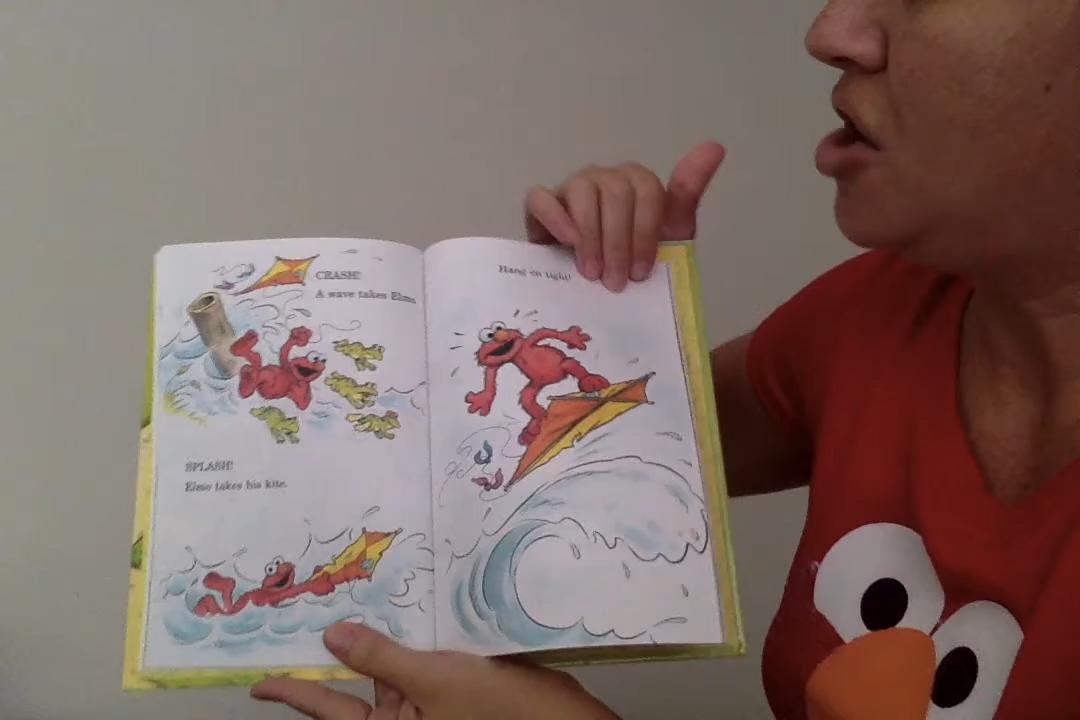 CRASH!
A wave takes Elmo
SPLASH!
Elmo takes his kite.
Hang on tight!